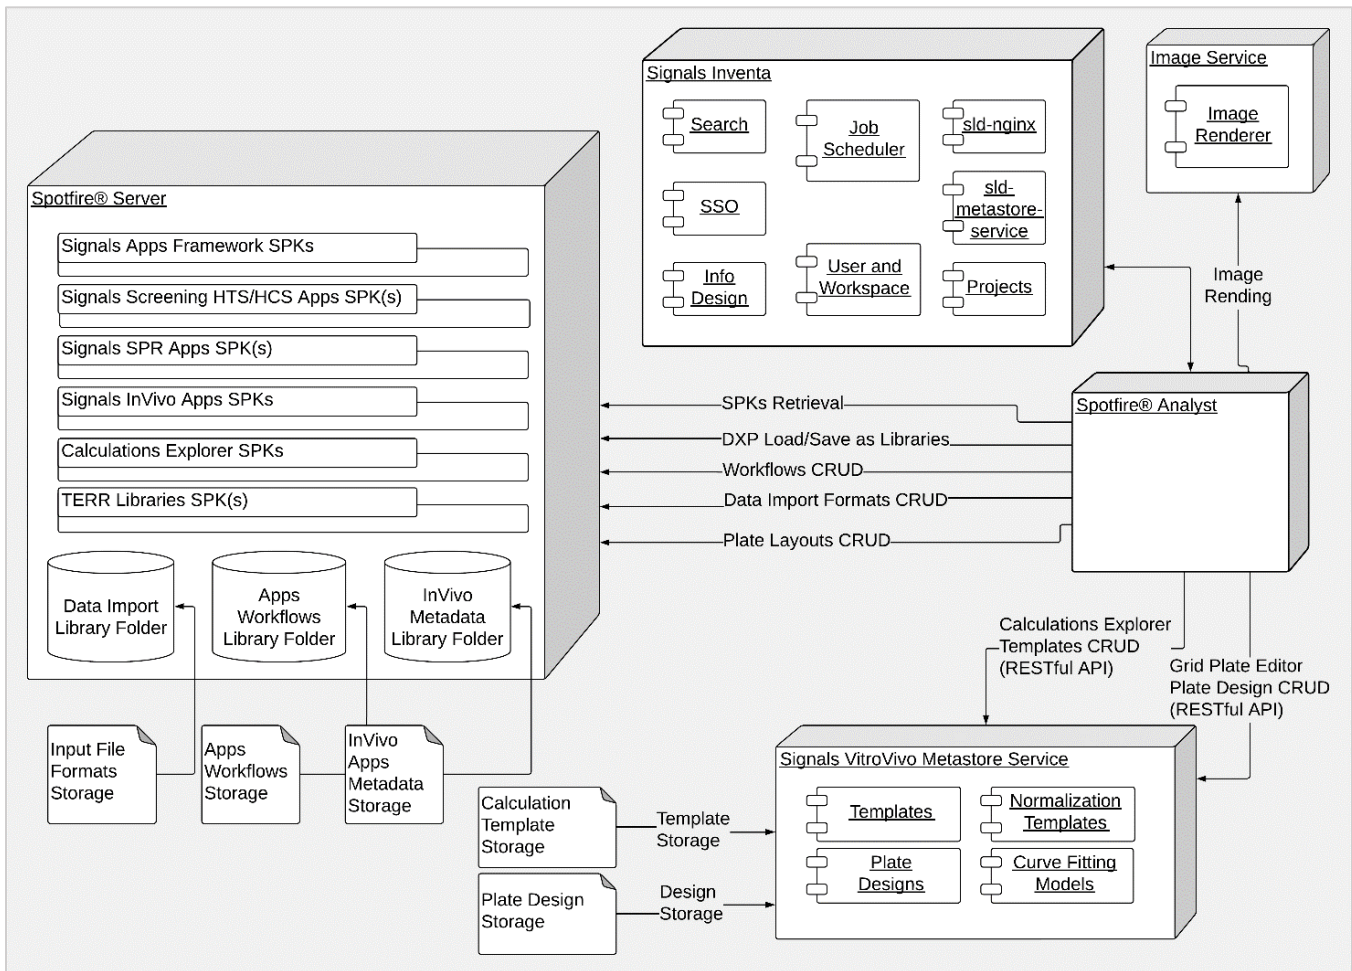 Spotfire® Server
Signals Apps Framework SPKs
Signals Screening HTS/HCS Apps SPK(s)
Signals SPR Apps SPK(s)
Signals InVivo Apps SPKs
Calculations Explorer SPKs
TERR Libraries SPK(s)
Data Import
Library Folder
Apps
Workflows
Library Folder
InVivo
Metadata
Library Folder
Input File
Formats
Storage
Apps
Workflows
Storage
InVivo
Apps
Metadata
Storage
Signals Inventa
Search
Job
Scheduler
sld-nginx
SSO
sld-
metastore-
service
Info
Design
User and
Workspace
Projects
Image Service
Image
Renderer
Image
Rending
Spotfire® Analyst
SPKs Retrieval
DXP Load/Save as Libraries
Workflows CRUD
Data Import Formats CRUD
Plate Layouts CRUD
Calculations Explorer
Templates CRUD
(RESTful API)
Grid Plate Editor
Plate Design CRUD
(RESTful API)
Calculation
Template
Storage
Template
Storage
Plate Design
Storage
Design
Storage
Signals VitroVivo Metastore Service
Templates
Normalization
Templates
Plate
Designs
Curve Fitting
Models